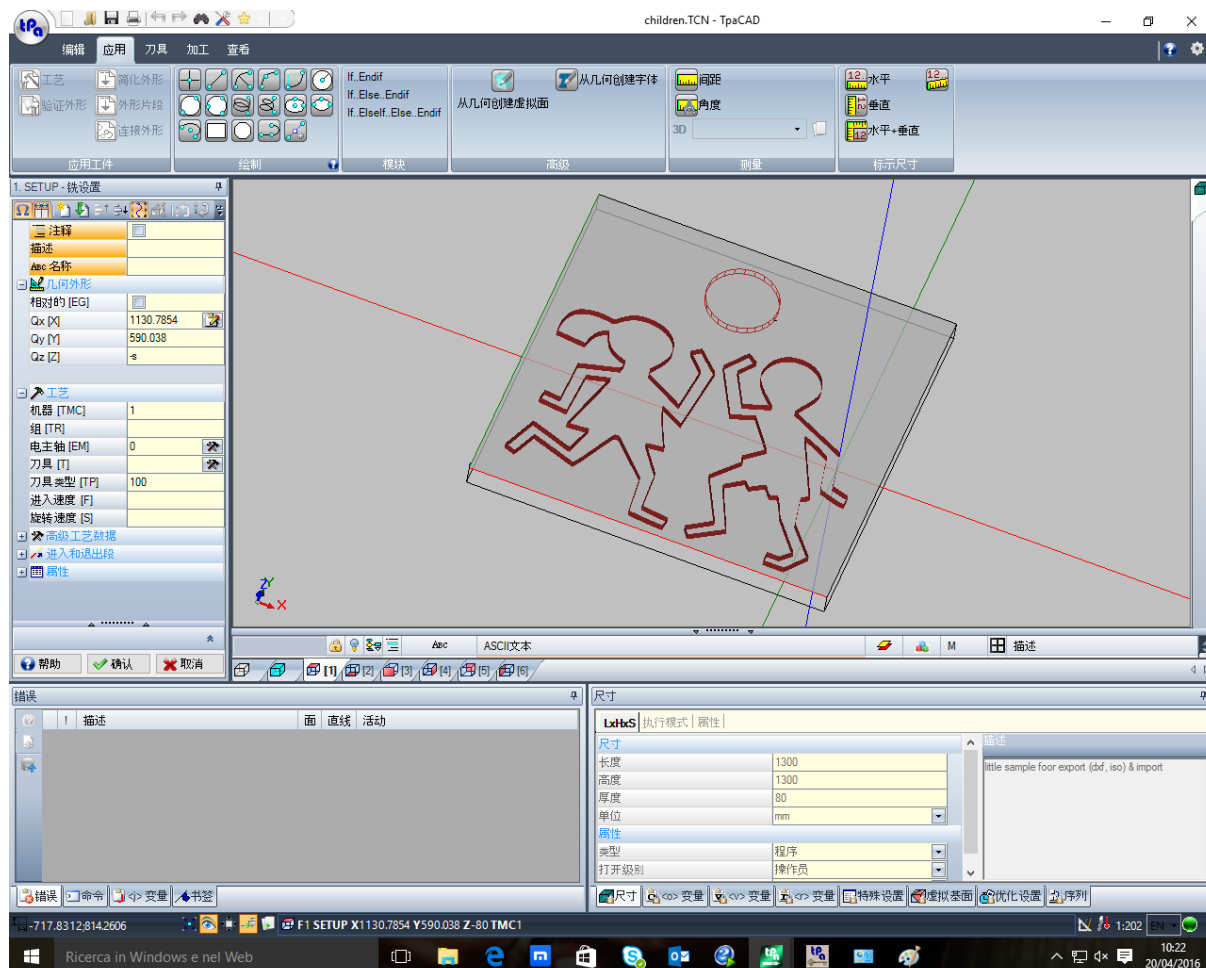 tPa
children.TCN - TpaCAD
编辑 应用 刀具 加工 查看
工艺 简化外形
验证外形 外形片段
连接外形
应用工件
绘制
If..Endif
If..Else..Endif
If..ElseIf..Else..Endif
模块
从几何创建虚拟面
从几何创建字体
高级
间距
角度
3D
测量
水平
垂直
水平+垂直
标示尺寸
1. SETUP - 铣设置
注释
描述
ABC 名称
几何外形
相对的 [EG]
Qx [X] 1130.7854
Qy [Y] 590.038
Qz [Z] -s
工艺
机器 [TMC] 1
组 [TR]
电主轴 [EM] 0
刀具 [T]
刀具类型 [TP] 100
进入速度 [F]
旋转速度 [S]
高级工艺数据
进入和退出段
属性
帮助 确认 取消
Z Y X
ABC ASCII文本 M 描述
[1] [2] [3] [4] [5] [6]
错误
! 描述 面 直线 活动
错误 命令 <j> 变量 书签
尺寸
LxHxS 执行模式 属性
尺寸
长度 1300
高度 1300
厚度 80
单位 mm
属性
类型 程序
打开级别 操作员
描述
little sample foor export (dxf, iso) & import
尺寸 <o> 变量 <v> 变量 <r> 变量 特殊设置 虚拟基面 优化设置 序列
-717.8312;814.2606 F1 SETUP X1130.7854 Y590.038 Z-80 TMC1 1:202 EN
Ricerca in Windows e nel Web
10:22
20/04/2016